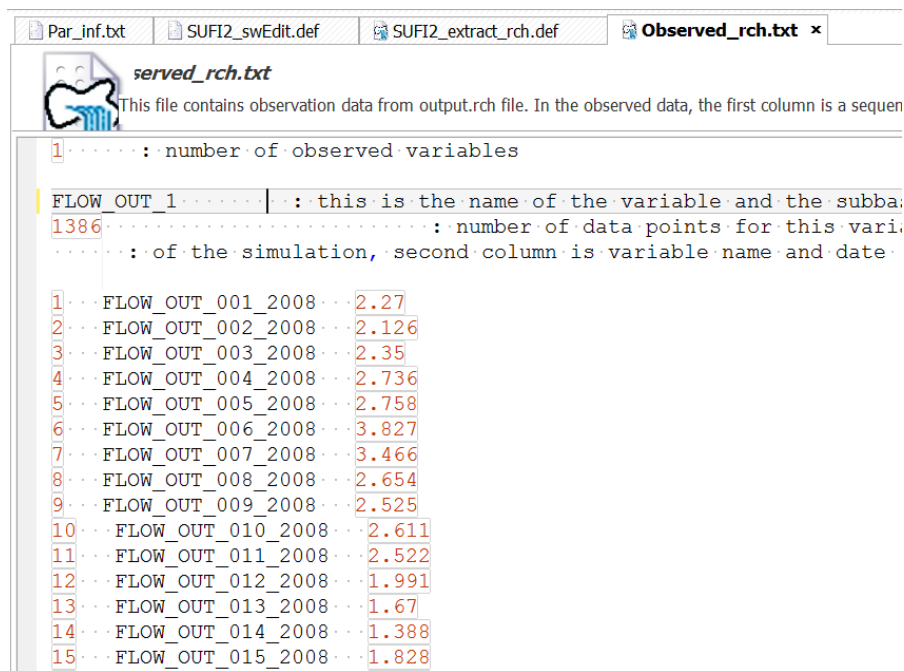 Par_inf.txt SUFI2_swEdit.def SUFI2_extract_rch.def Observed_rch.txt ×
served_rch.txt
This file contains observation data from output.rch file. In the observed data, the first column is a sequen
1 : number of observed variables
FLOW_OUT_1 : this is the name of the variable and the subba
1386 : number of data points for this vari
: of the simulation, second column is variable name and date
1 FLOW_OUT_001_2008 2.27
2 FLOW_OUT_002_2008 2.126
3 FLOW_OUT_003_2008 2.35
4 FLOW_OUT_004_2008 2.736
5 FLOW_OUT_005_2008 2.758
6 FLOW_OUT_006_2008 3.827
7 FLOW_OUT_007_2008 3.466
8 FLOW_OUT_008_2008 2.654
9 FLOW_OUT_009_2008 2.525
10 FLOW_OUT_010_2008 2.611
11 FLOW_OUT_011_2008 2.522
12 FLOW_OUT_012_2008 1.991
13 FLOW_OUT_013_2008 1.67
14 FLOW_OUT_014_2008 1.388
15 FLOW_OUT_015_2008 1.828